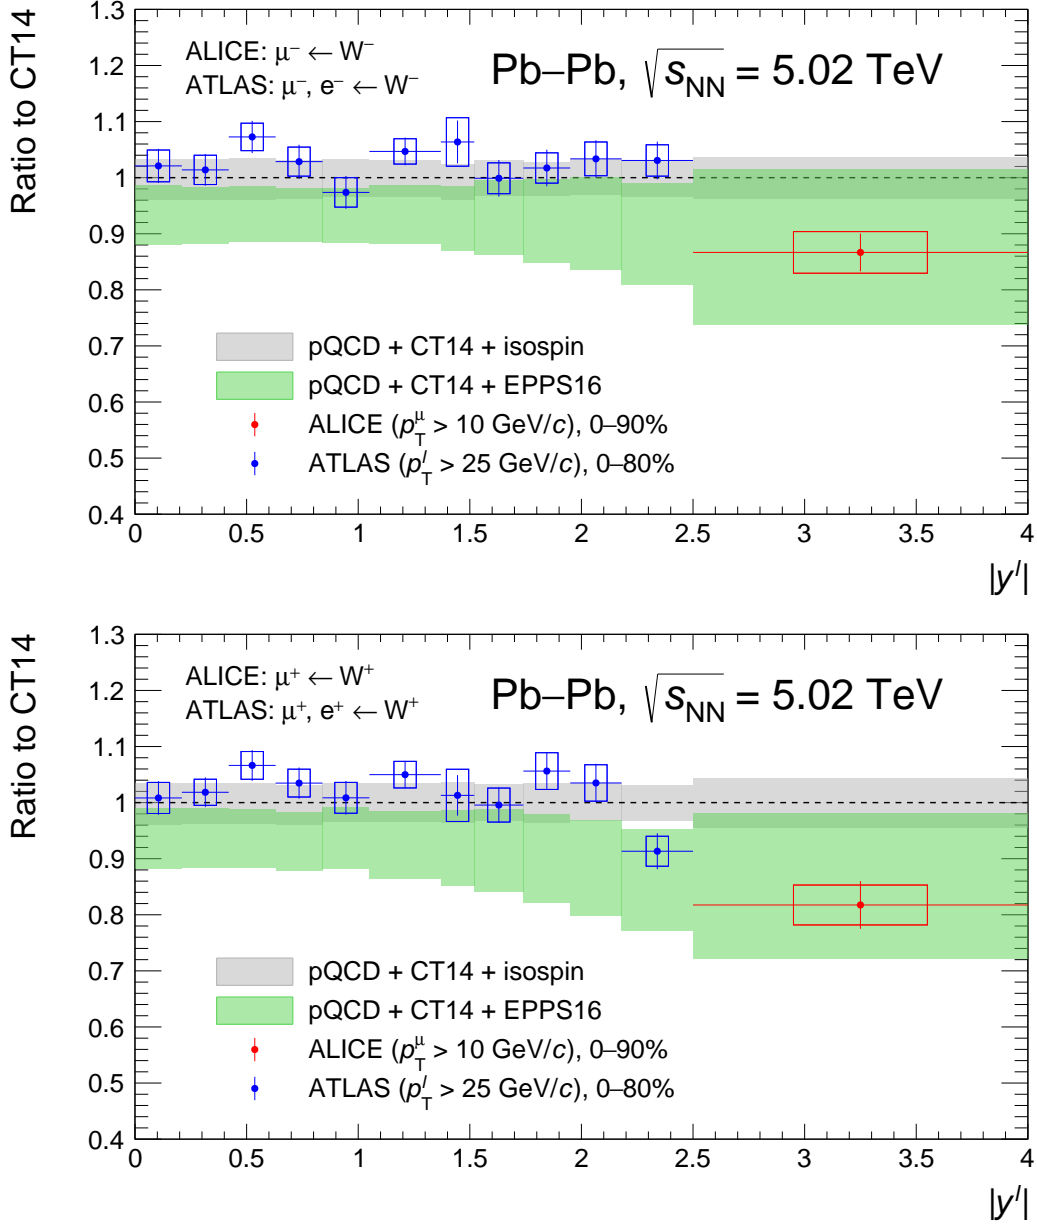 Ratio to CT14
ALICE: μ⁻ ← W⁻
ATLAS: μ⁻, e⁻ ← W⁻
Pb–Pb, √s_NN = 5.02 TeV
1.3
1.2
1.1
1
0.9
0.8
0.7
0.6
0.5
0.4
pQCD + CT14 + isospin
pQCD + CT14 + EPPS16
ALICE (p_T^μ > 10 GeV/c), 0–90%
ATLAS (p_T^l > 25 GeV/c), 0–80%
0 0.5 1 1.5 2 2.5 3 3.5 4
|y^l|
Ratio to CT14
ALICE: μ⁺ ← W⁺
ATLAS: μ⁺, e⁺ ← W⁺
Pb–Pb, √s_NN = 5.02 TeV
1.3
1.2
1.1
1
0.9
0.8
0.7
0.6
0.5
0.4
pQCD + CT14 + isospin
pQCD + CT14 + EPPS16
ALICE (p_T^μ > 10 GeV/c), 0–90%
ATLAS (p_T^l > 25 GeV/c), 0–80%
0 0.5 1 1.5 2 2.5 3 3.5 4
|y^l|